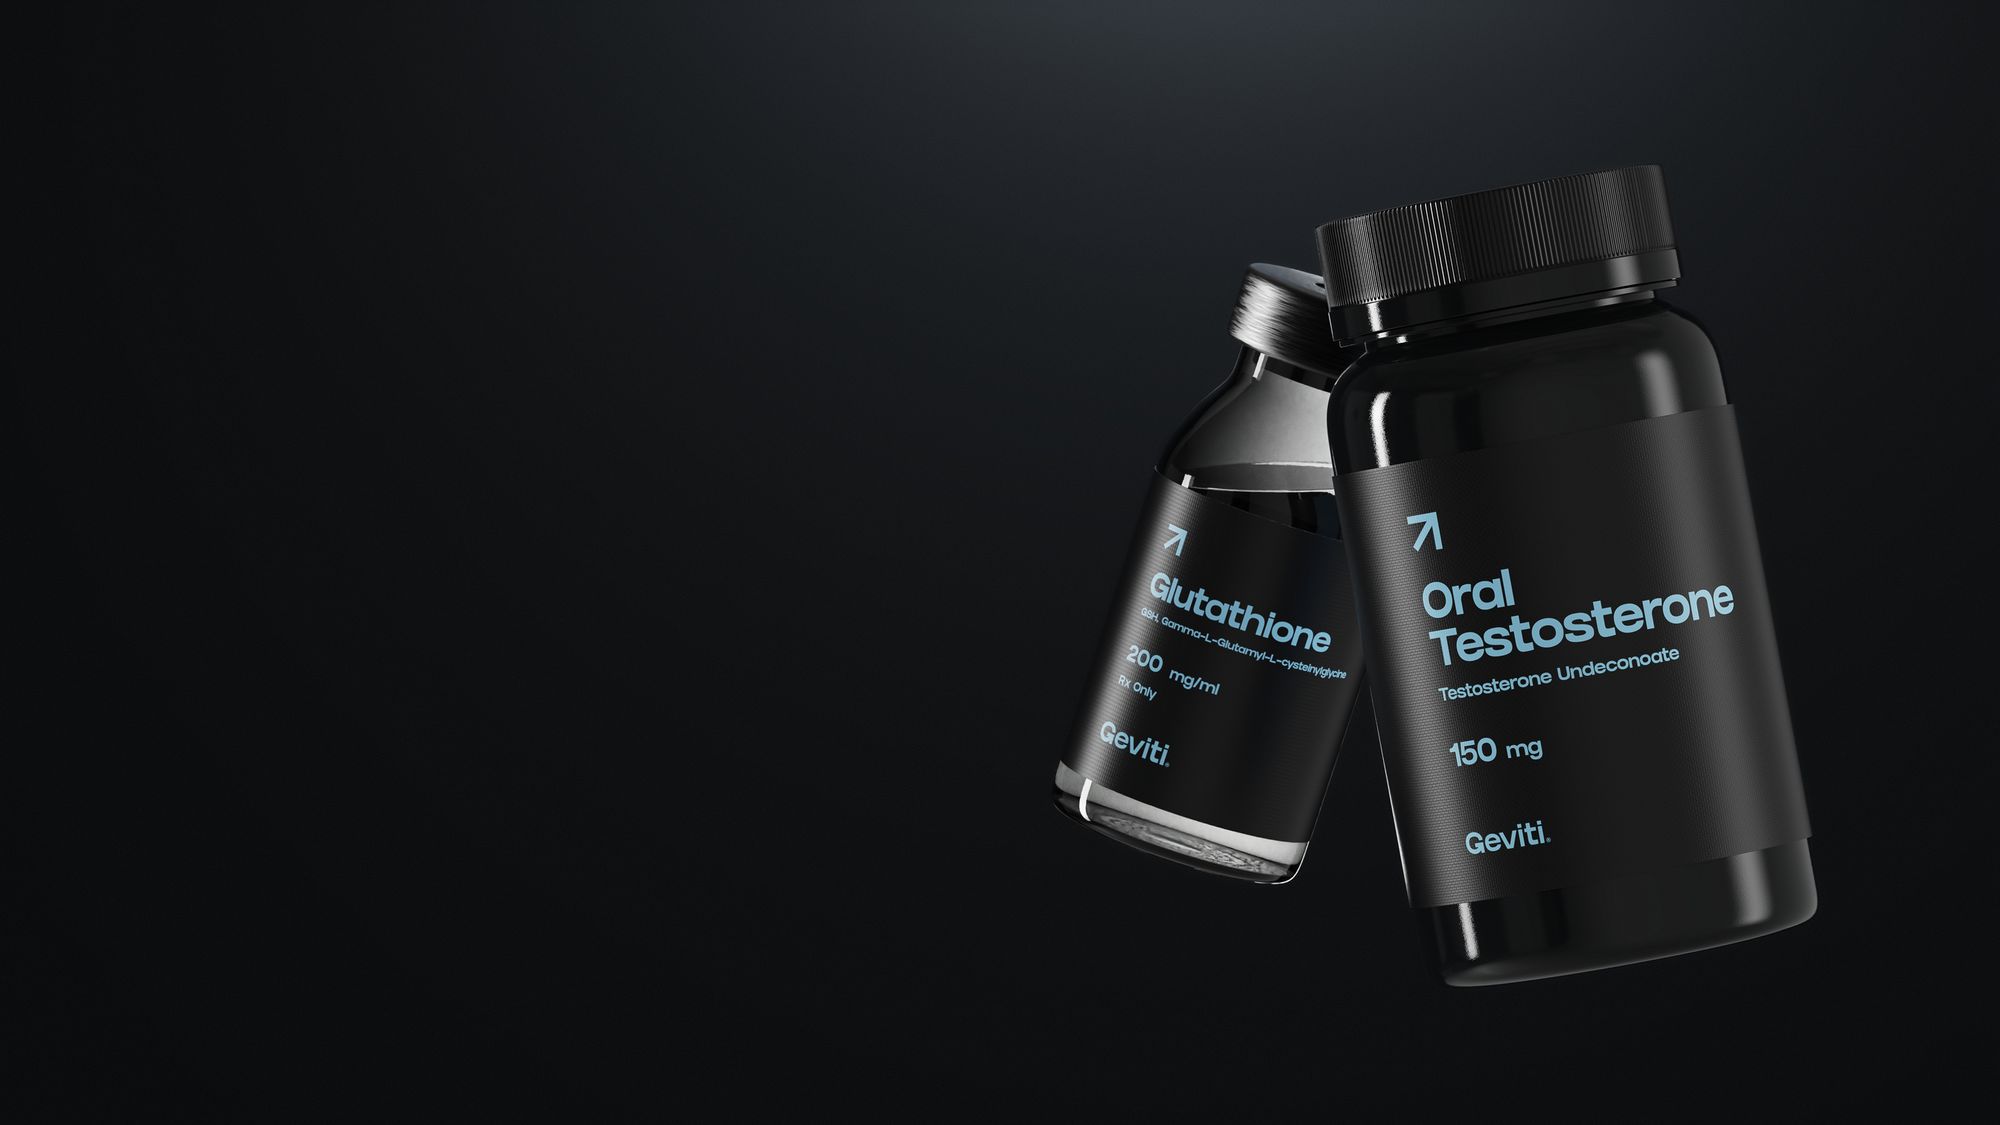 Glutathione
GSH, Gamma-L-Glutamyl-L-cysteinylglycine
200 mg/ml
Rx Only
Geviti
Oral
Testosterone
Testosterone Undeconoate
150 mg
Geviti